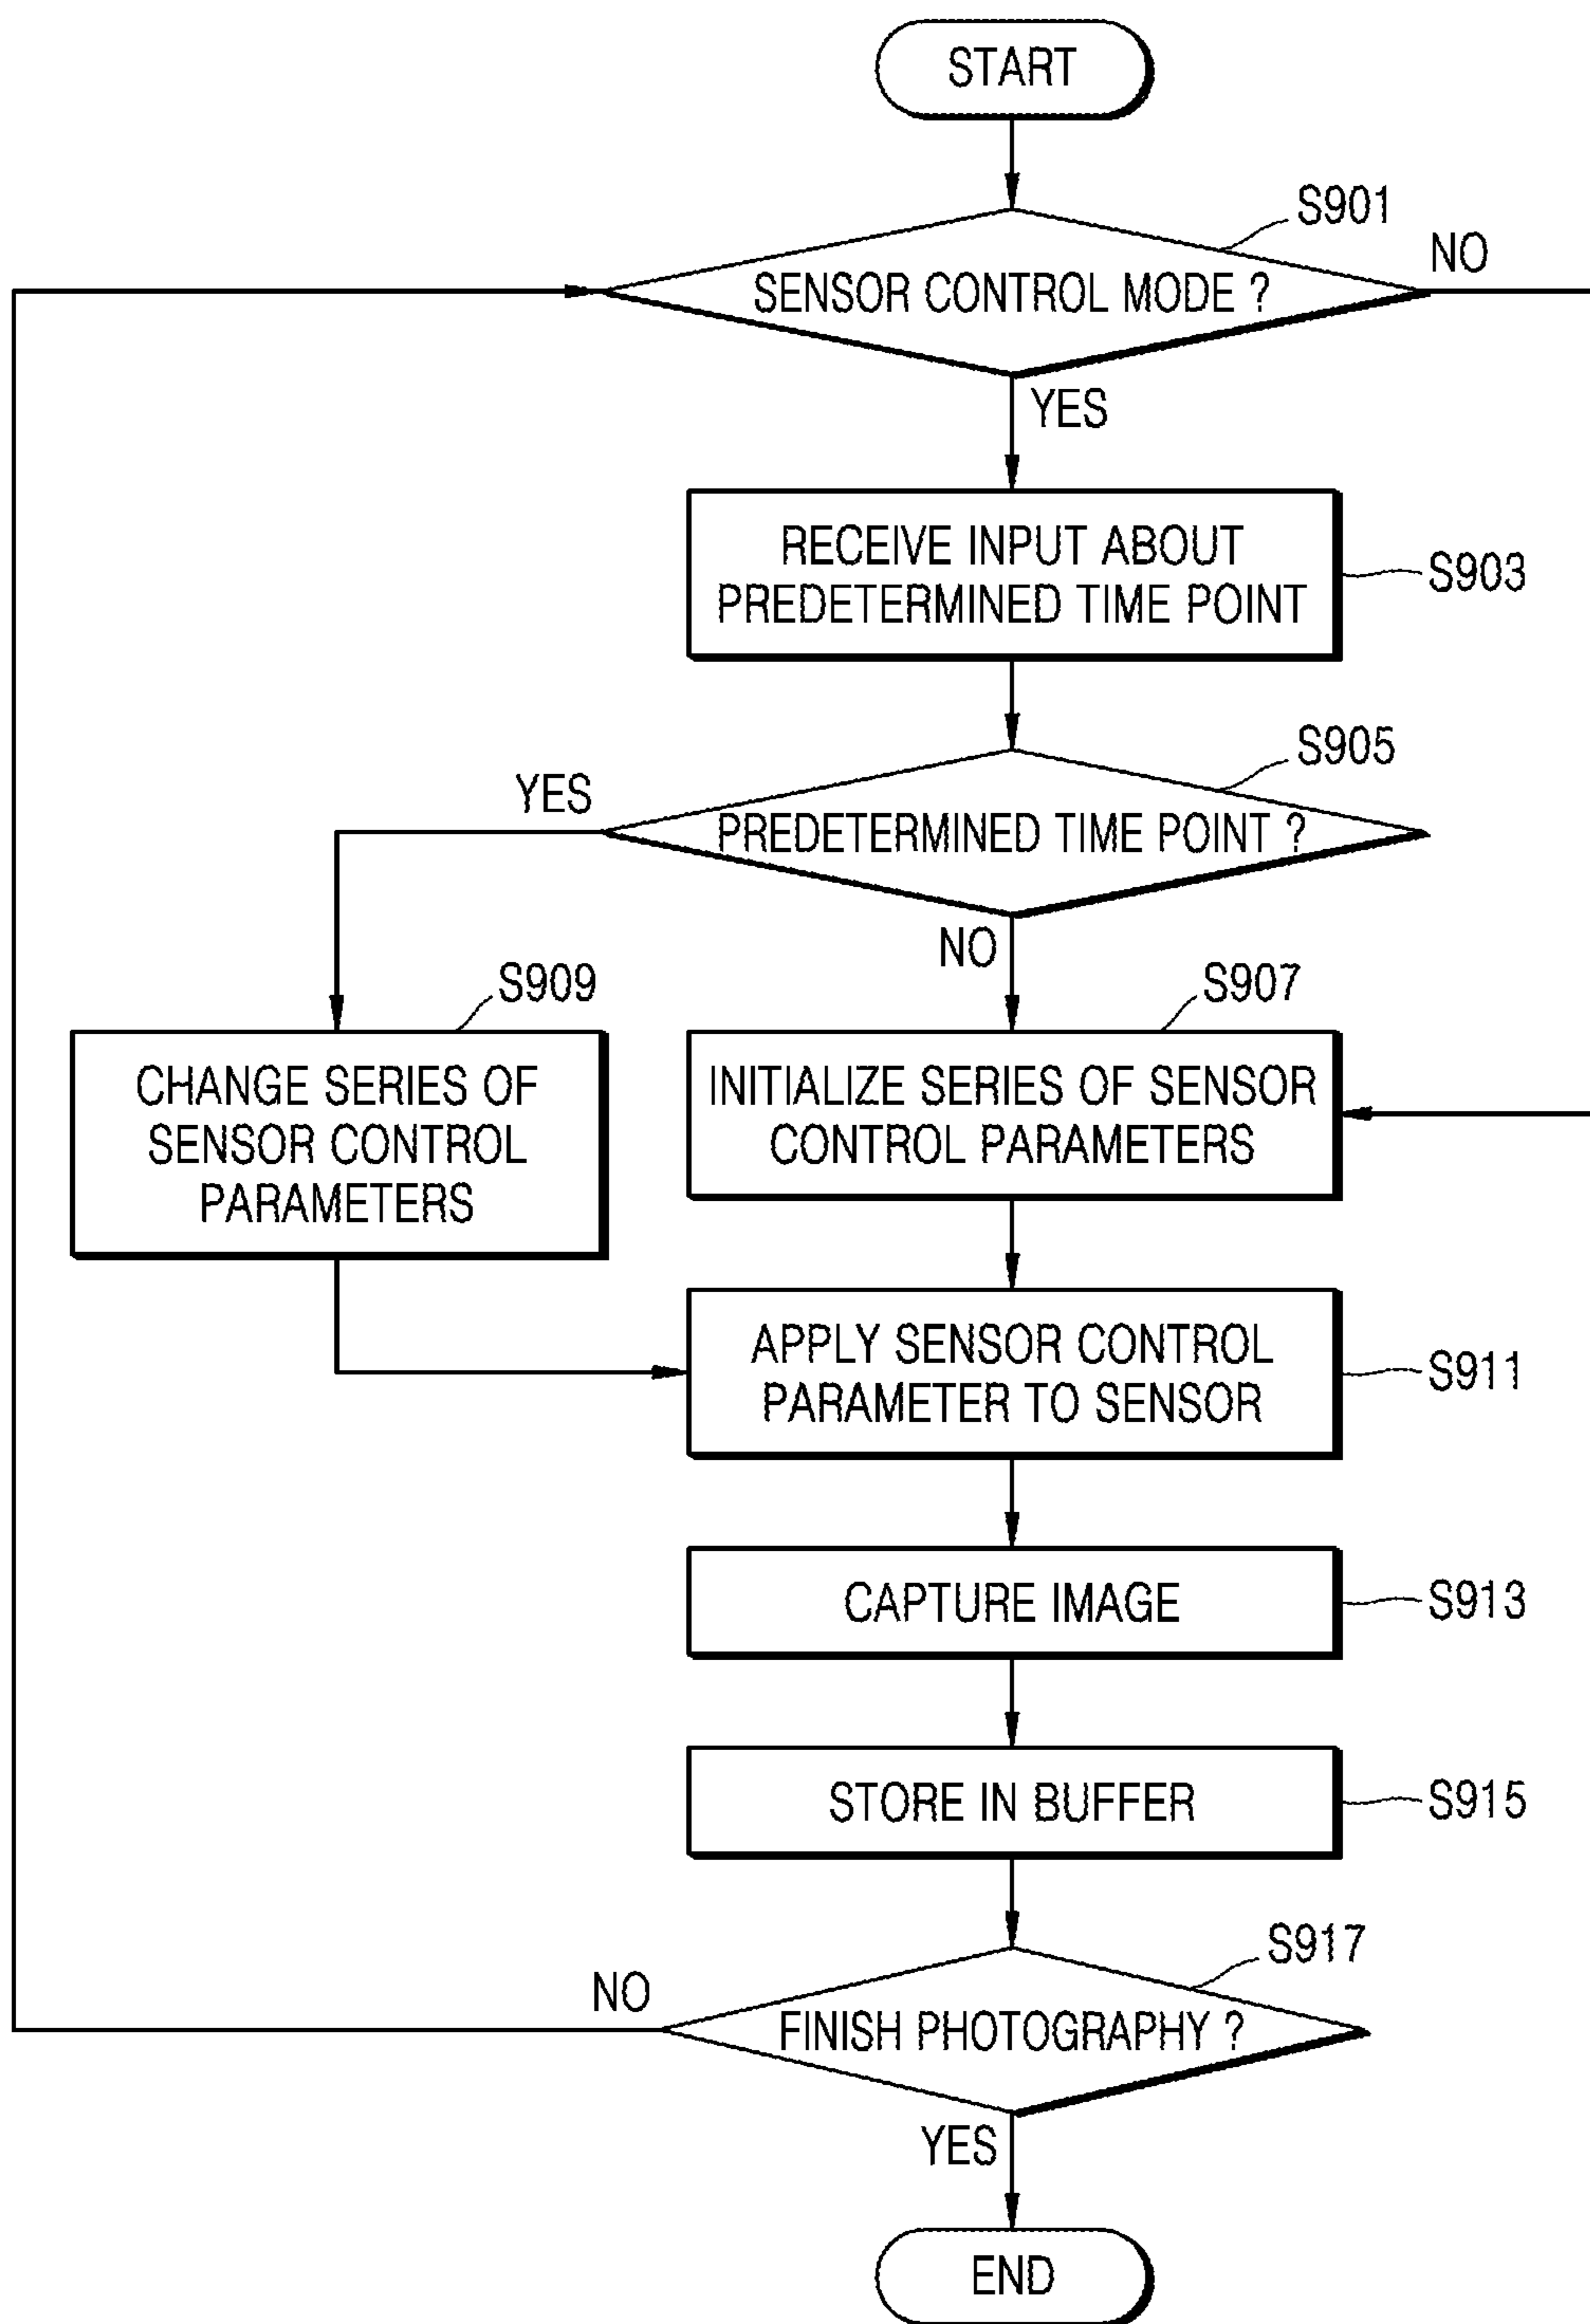 START
S901
NO
SENSOR CONTROL MODE ?
YES
RECEIVE INPUT ABOUT
PREDETERMINED TIME POINT
S903
S905
YES
PREDETERMINED TIME POINT ?
NO
S909
S907
CHANGE SERIES OF
SENSOR CONTROL
PARAMETERS
INITIALIZE SERIES OF SENSOR
CONTROL PARAMETERS
APPLY SENSOR CONTROL
PARAMETER TO SENSOR
S911
CAPTURE IMAGE
S913
STORE IN BUFFER
S915
S917
NO
FINISH PHOTOGRAPHY ?
YES
END